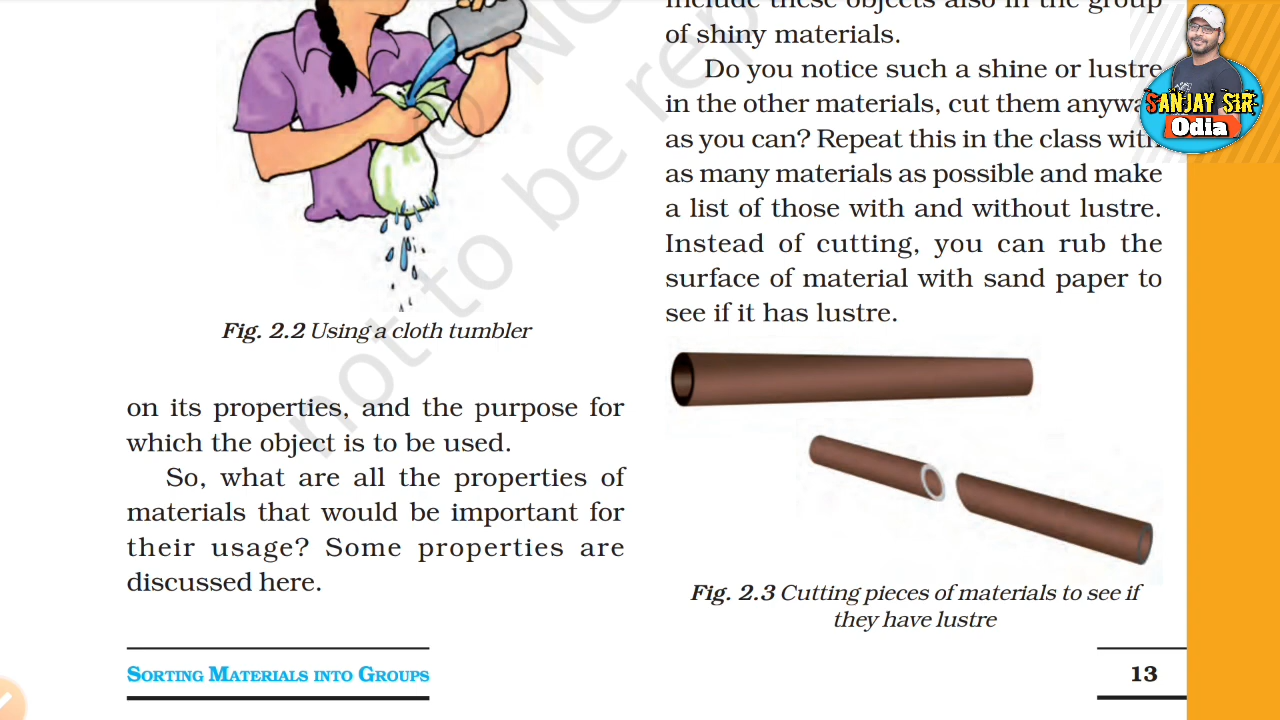 Fig. 2.2 Using a cloth tumbler
on its properties, and the purpose for
which the object is to be used.
So, what are all the properties of
materials that would be important for
their usage? Some properties are
discussed here.
include these objects also in the group
of shiny materials.
Do you notice such a shine or lustre
in the other materials, cut them anyway
as you can? Repeat this in the class with
as many materials as possible and make
a list of those with and without lustre.
Instead of cutting, you can rub the
surface of material with sand paper to
see if it has lustre.
Fig. 2.3 Cutting pieces of materials to see if
they have lustre
SORTING MATERIALS INTO GROUPS
13
SANJAY SIR
Odia
not to be rep